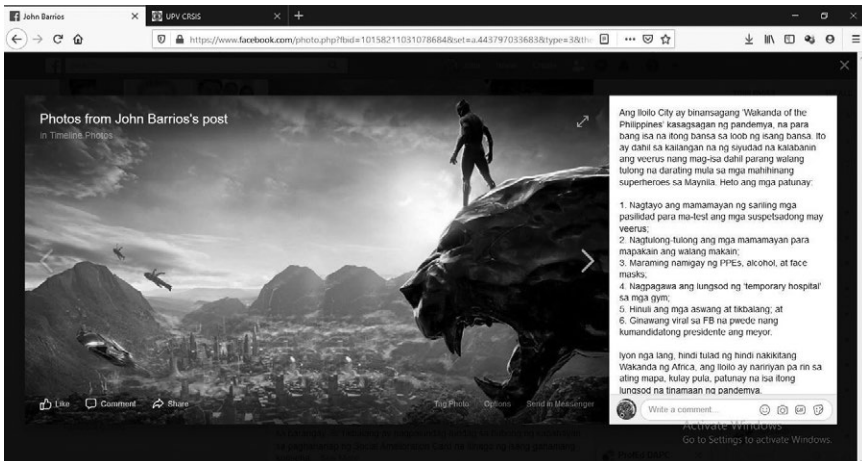 John Barrios
UPV CRSIS
https://www.facebook.com/photo.php?fbid=10158211031078684&set=a.443797033683&type=3&the
Photos from John Barrios's post
in Timeline Photos
Ang Iloilo City ay binansagang 'Wakanda of the
Philippines' kasagsagan ng pandemya, na para
bang isa na itong bansa sa loob ng isang bansa. Ito
ay dahil sa kailangan na ng siyudad na kalabanin
ang veerus nang mag-isa dahil parang walang
tulong na darating mula sa mga mahihinang
superheroes sa Maynila. Heto ang mga patunay:
1. Nagtayo ang mamamayan ng sariling mga
pasilidad para ma-test ang mga suspetsadong may
veerus;
2. Nagtulong-tulong ang mga mamamayan para
mapakain ang walang makain;
3. Maraming namigay ng PPEs, alcohol, at face
masks;
4. Nagpagawa ang lungsod ng 'temporary hospital'
sa mga gym;
5. Hinuli ang mga aswang at tikbalang; at
6. Ginawang viral sa FB na pwede nang
kumandidatong presidente ang meyor.
Iyon nga lang, hindi tulad ng hindi nakikitang
Wakanda ng Africa, ang Iloilo ay naririyan pa rin sa
ating mapa, kulay pula, patunay na isa itong
lungsod na tinamaan ng pandemya.
Like Comment Share
Tag Photo Options Send in Messenger
Write a comment...
Activate Windows
Go to Settings to activate Windows.